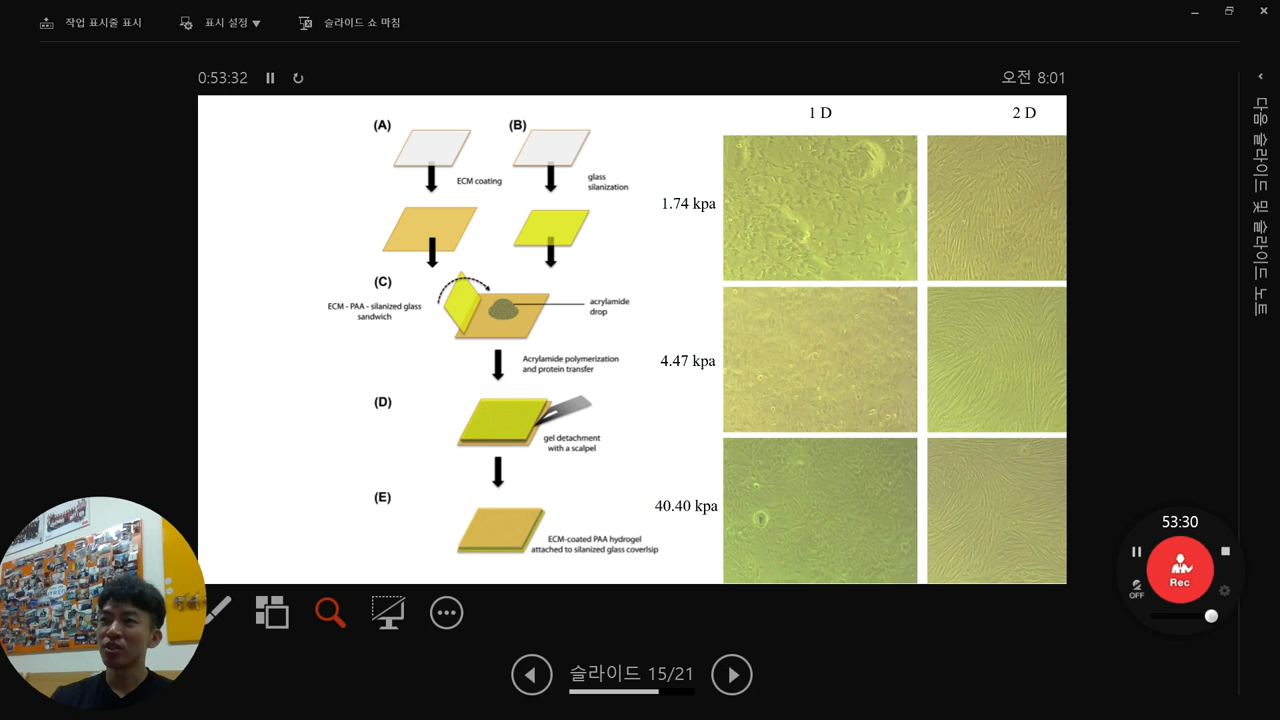 작업 표시줄 표시
표시 설정 ▼
슬라이드 쇼 마침
0:53:32
오전 8:01
다음 슬라이드 및 슬라이드 노트
(A)
(B)
ECM coating
glass
silanization
(C)
ECM - PAA - silanized glass
sandwich
acrylamide
drop
Acrylamide polymerization
and protein transfer
(D)
gel detachment
with a scalpel
(E)
ECM-coated PAA hydrogel
attached to silanized glass coverlsip
1 D
2 D
1.74 kpa
4.47 kpa
40.40 kpa
53:30
Rec
OFF
슬라이드 15/21